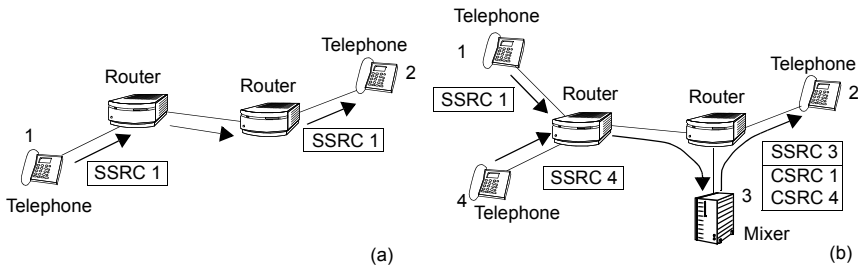 Telephone
2
Router
Router
1
SSRC 1
SSRC 1
Telephone
(a)
Telephone
1
SSRC 1
Router
Router
Telephone
2
SSRC 4
4
Telephone
SSRC 3
CSRC 1
CSRC 4
3
Mixer
(b)